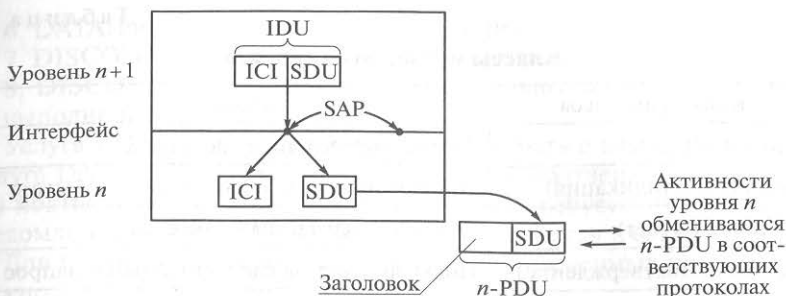 IDU
Уровень n+1
ICI SDU
SAP
Интерфейс
Уровень n
ICI SDU
SDU
Заголовок
n-PDU
Активности
уровня n
обмениваются
n-PDU в соот-
ветствующих
протоколах